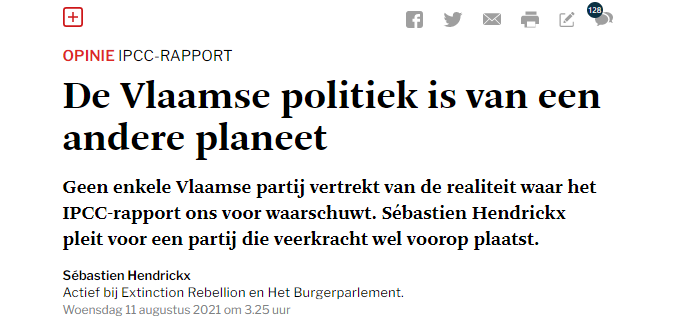 128
OPINIE IPCC-RAPPORT
De Vlaamse politiek is van een
andere planeet
Geen enkele Vlaamse partij vertrekt van de realiteit waar het
IPCC-rapport ons voor waarschuwt. Sébastien Hendrickx
pleit voor een partij die veerkracht wel voorop plaatst.
Sébastien Hendrickx
Actief bij Extinction Rebellion en Het Burgerparlement.
Woensdag 11 augustus 2021 om 3.25 uur